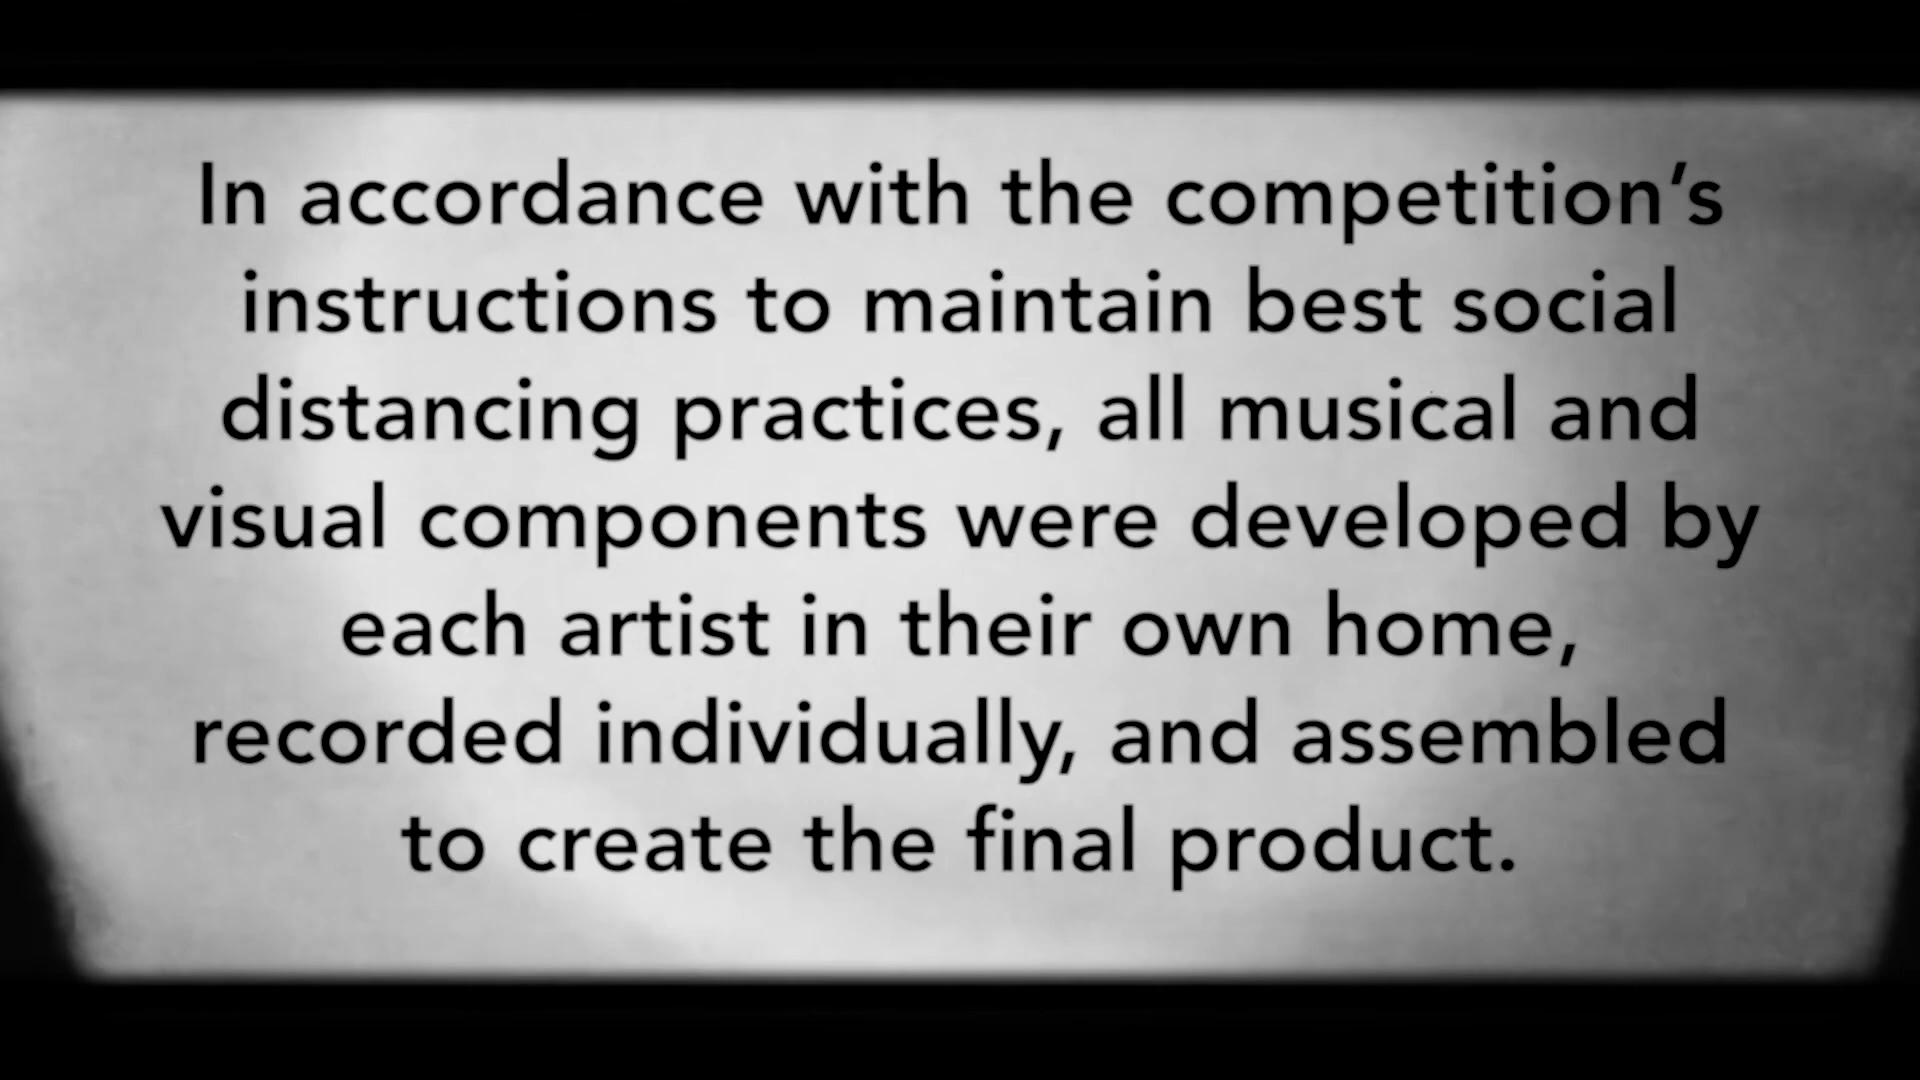 In accordance with the competition’s
instructions to maintain best social
distancing practices, all musical and
visual components were developed by
each artist in their own home,
recorded individually, and assembled
to create the final product.